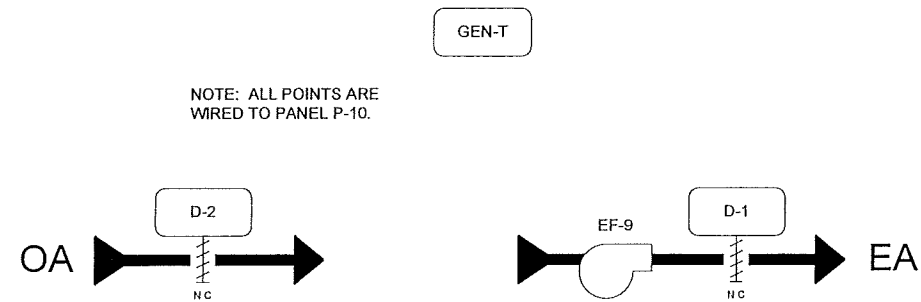 GEN-T
NOTE: ALL POINTS ARE
WIRED TO PANEL P-10.
D-2
EF-9
D-1
OA
EA
NC
NC